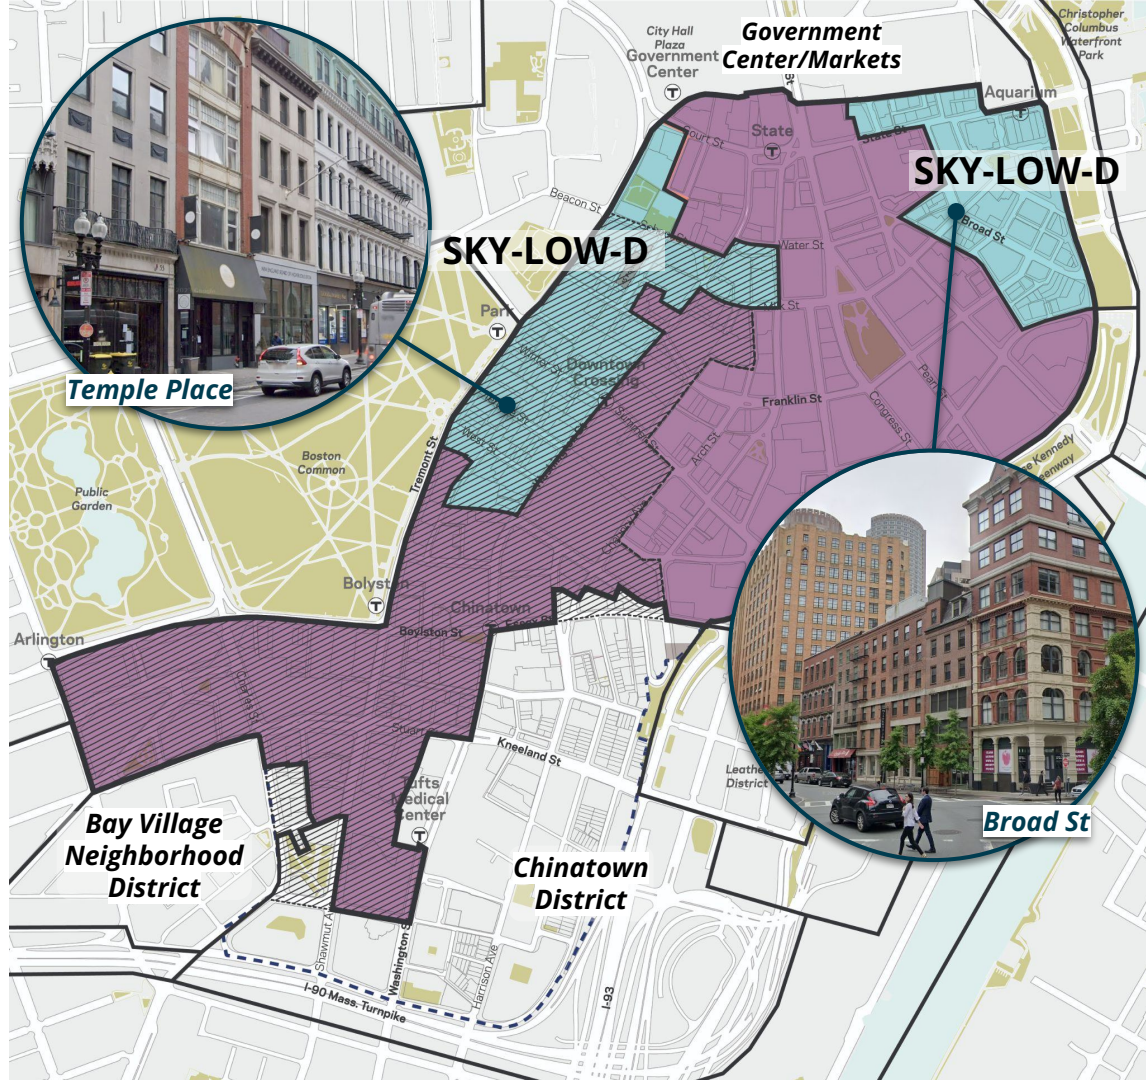 City Hall
Plaza
Government
Center
Government
Center/Markets
Christopher
Columbus
Waterfront
Park
Aquarium
Court St
State
State St
SKY-LOW-D
Beacon St
Broad St
SKY-LOW-D
Water St
Park
Downtown
Crossing
Temple Place
Franklin St
Pearl St
Congress St
Summer St
West St
Arch St
Tremont St
Boston
Common
Public
Garden
Kennedy
Bolyston
Chinatown
Boylston St
Arlington
Charles St
Stuart
Kneeland St
Tufts
Medical
Center
Leather
District
Bay Village
Neighborhood
District
Chinatown
District
Broad St
Shawmut A
Washington S
Harrison Ave
I-90 Mass. Turnpike
I-93